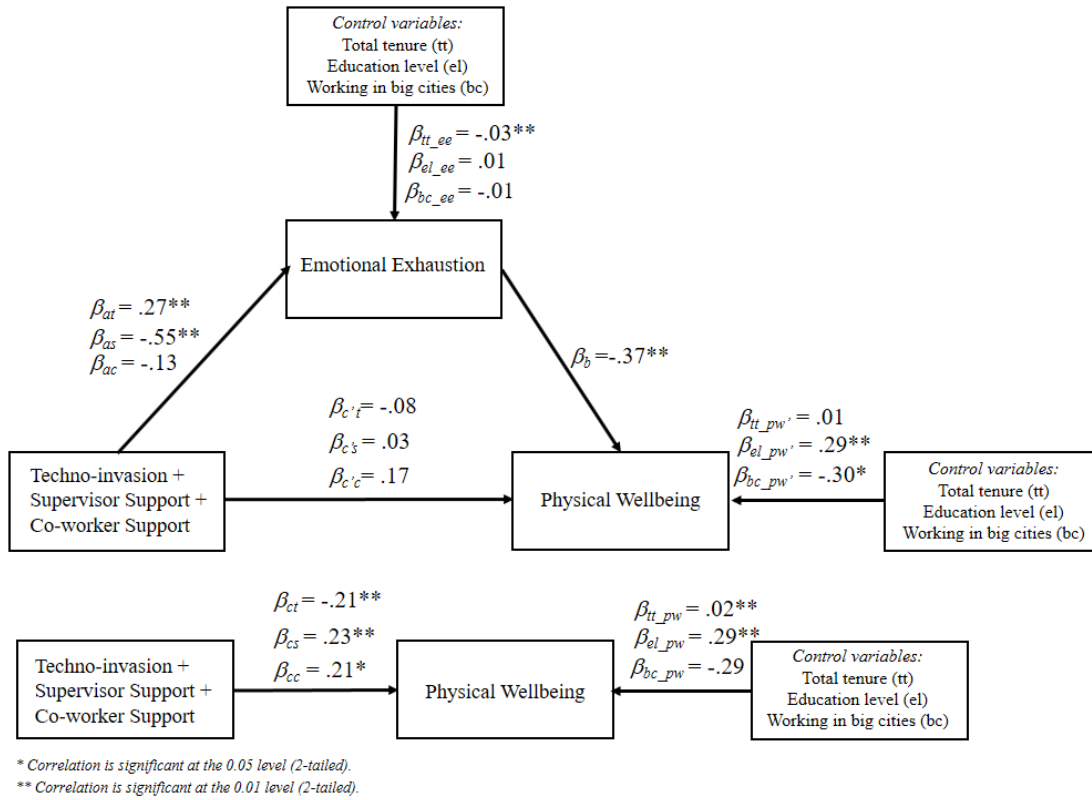 Control variables:
Total tenure (tt)
Education level (el)
Working in big cities (bc)
βtt_ee = -.03**
βel_ee = .01
βbc_ee = -.01
Emotional Exhaustion
βat = .27**
βas = -.55**
βac = -.13
βb =-.37**
βc't = -.08
βc's = .03
βc'c = .17
βtt_pw' = .01
βel_pw' = .29**
βbc_pw' = -.30*
Techno-invasion +
Supervisor Support +
Co-worker Support
Physical Wellbeing
Control variables:
Total tenure (tt)
Education level (el)
Working in big cities (bc)
βct = -.21**
βcs = .23**
βcc = .21*
βtt_pw = .02**
βel_pw = .29**
βbc_pw = -.29
Techno-invasion +
Supervisor Support +
Co-worker Support
Physical Wellbeing
Control variables:
Total tenure (tt)
Education level (el)
Working in big cities (bc)
* Correlation is significant at the 0.05 level (2-tailed).
** Correlation is significant at the 0.01 level (2-tailed).